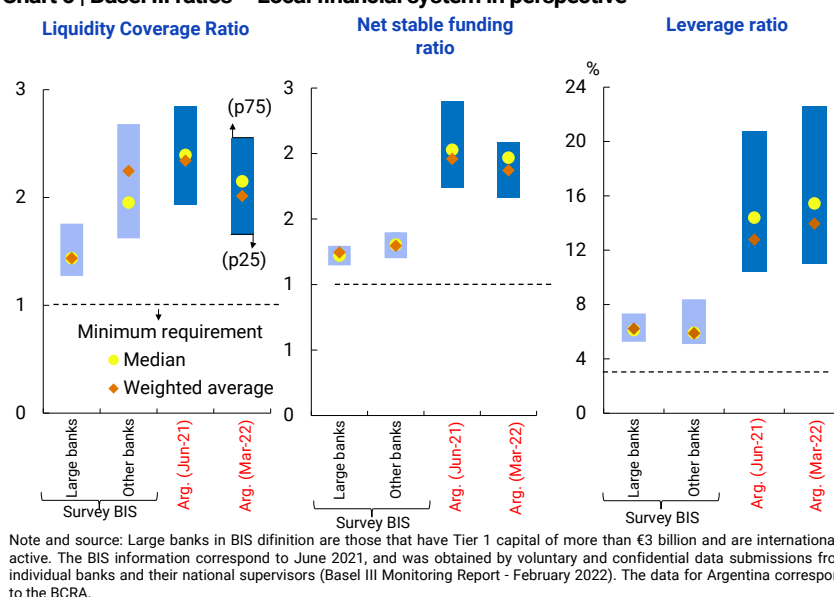 Liquidity Coverage Ratio
Net stable funding
ratio
Leverage ratio
%
3
2
1
0
(p75)
(p25)
Minimum requirement
Median
Weighted average
Large banks
Other banks
Arg. (Jun-21)
Arg. (Mar-22)
Survey BIS
3
2
2
1
1
0
Large banks
Other banks
Arg. (Jun-21)
Arg. (Mar-22)
Survey BIS
24
20
16
12
8
4
0
Large banks
Other banks
Arg. (Jun-21)
Arg. (Mar-22)
Survey BIS
Note and source: Large banks in BIS difinition are those that have Tier 1 capital of more than €3 billion and are international
active. The BIS information correspond to June 2021, and was obtained by voluntary and confidential data submissions fro
individual banks and their national supervisors (Basel III Monitoring Report - February 2022). The data for Argentina correspon
to the BCRA.